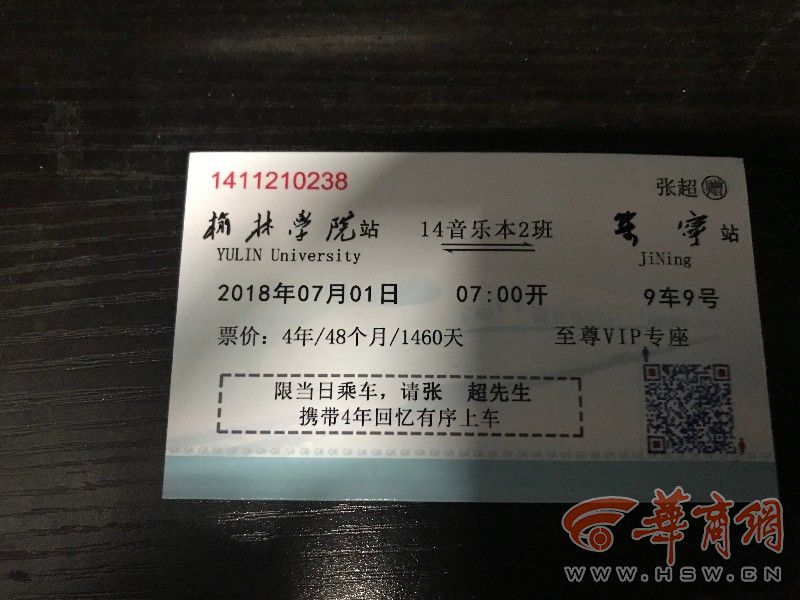 1411210238
张超 赠
榆林学院站 14音乐本2班 集宁站
YULIN University JiNing
2018年07月01日 07:00开 9车9号
票价：4年/48个月/1460天 至尊VIP专座
限当日乘车，请张 超先生
携带4年回忆有序上车
華商網
WWW.HSW.CN